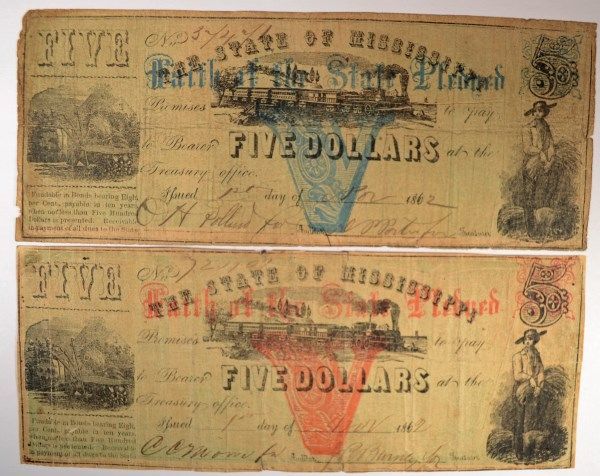 FIVE
No
THE STATE OF MISSISSIPPI
5
Faith of the State Pledged
Promises to pay
to Bearer FIVE DOLLARS at the
Treasury office.
Issued day of 1862
Fundable in Bonds bearing Eight
per Cent., payable in ten years,
when not less than Five Hundred
Dollars is presented. Receivable
in payment of all dues to the State.
V
FIVE
No
THE STATE OF MISSISSIPPI
5
Faith of the State Pledged
Promises to pay
to Bearer FIVE DOLLARS at the
Treasury office.
Issued day of Nov 1862
Fundable in Bonds bearing Eight
per Cent., payable in ten years,
when not less than Five Hundred
Dollars is presented. Receivable
in payment of all dues to the State.
V